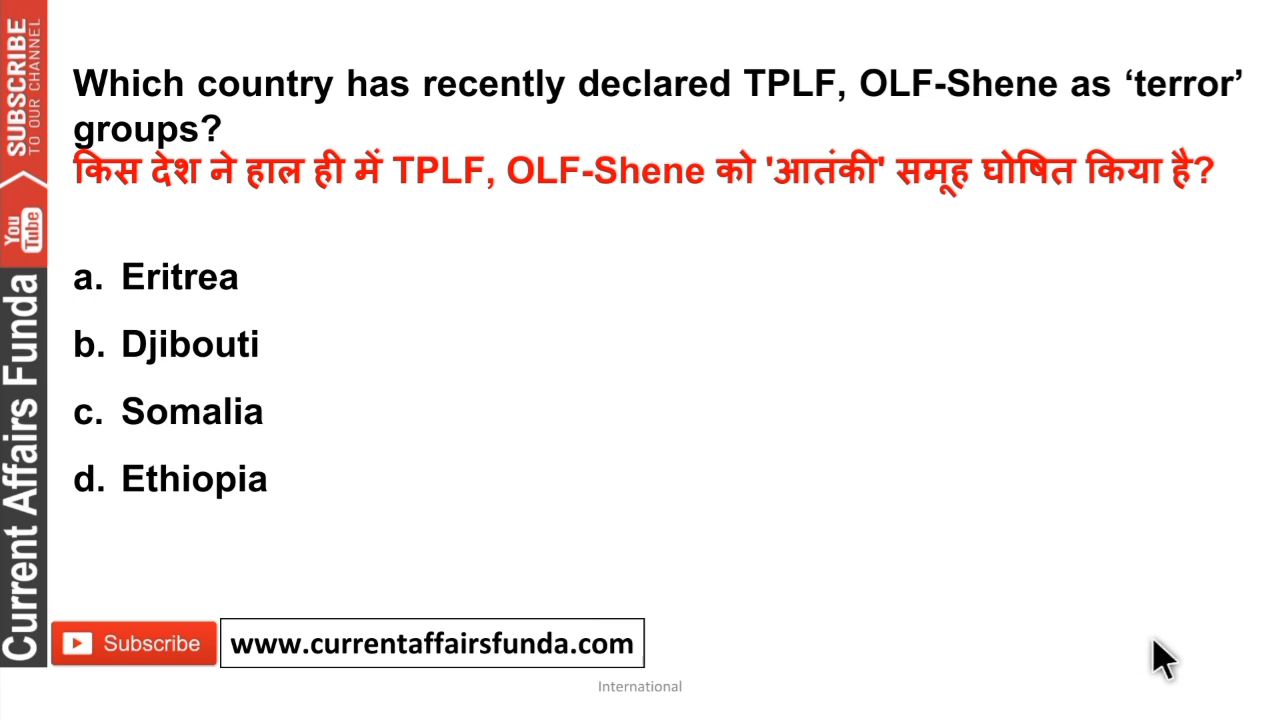 Which country has recently declared TPLF, OLF-Shene as ‘terror’
groups?
किस देश ने हाल ही में TPLF, OLF-Shene को 'आतंकी' समूह घोषित किया है?
a. Eritrea
b. Djibouti
c. Somalia
d. Ethiopia
SUBSCRIBE
TO OUR CHANNEL
You
Tube
Current Affairs Funda
Subscribe
www.currentaffairsfunda.com
International